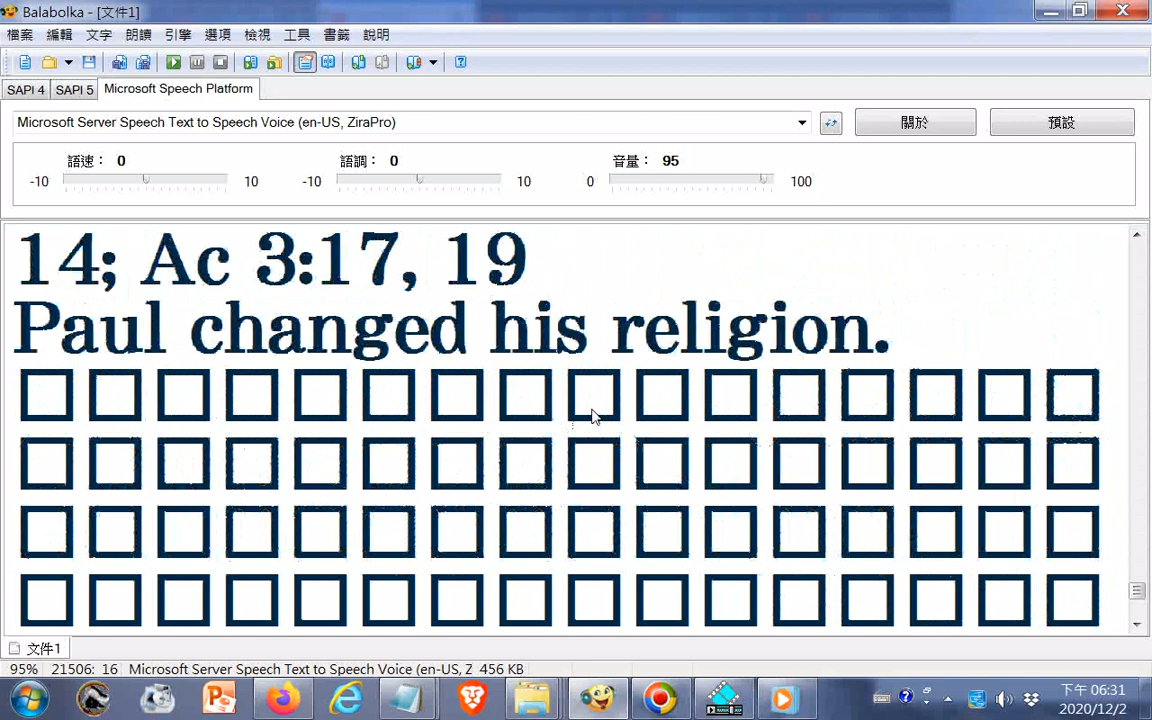 Balabolka - [文件1]
檔案 編輯 文字 朗讀 引擎 選項 檢視 工具 書籤 說明
SAPI 4 SAPI 5 Microsoft Speech Platform
Microsoft Server Speech Text to Speech Voice (en-US, ZiraPro) 關於 預設
語速： 0 語調： 0 音量： 95
-10 10 -10 10 0 100
14; Ac 3:17, 19
Paul changed his religion.
□□□□□□□□□□□□□□□□
□□□□□□□□□□□□□□□□
□□□□□□□□□□□□□□□□
□□□□□□□□□□□□□□□□
文件1
95% 21506: 16 Microsoft Server Speech Text to Speech Voice (en-US, Z 456 KB
下午 06:31
2020/12/2